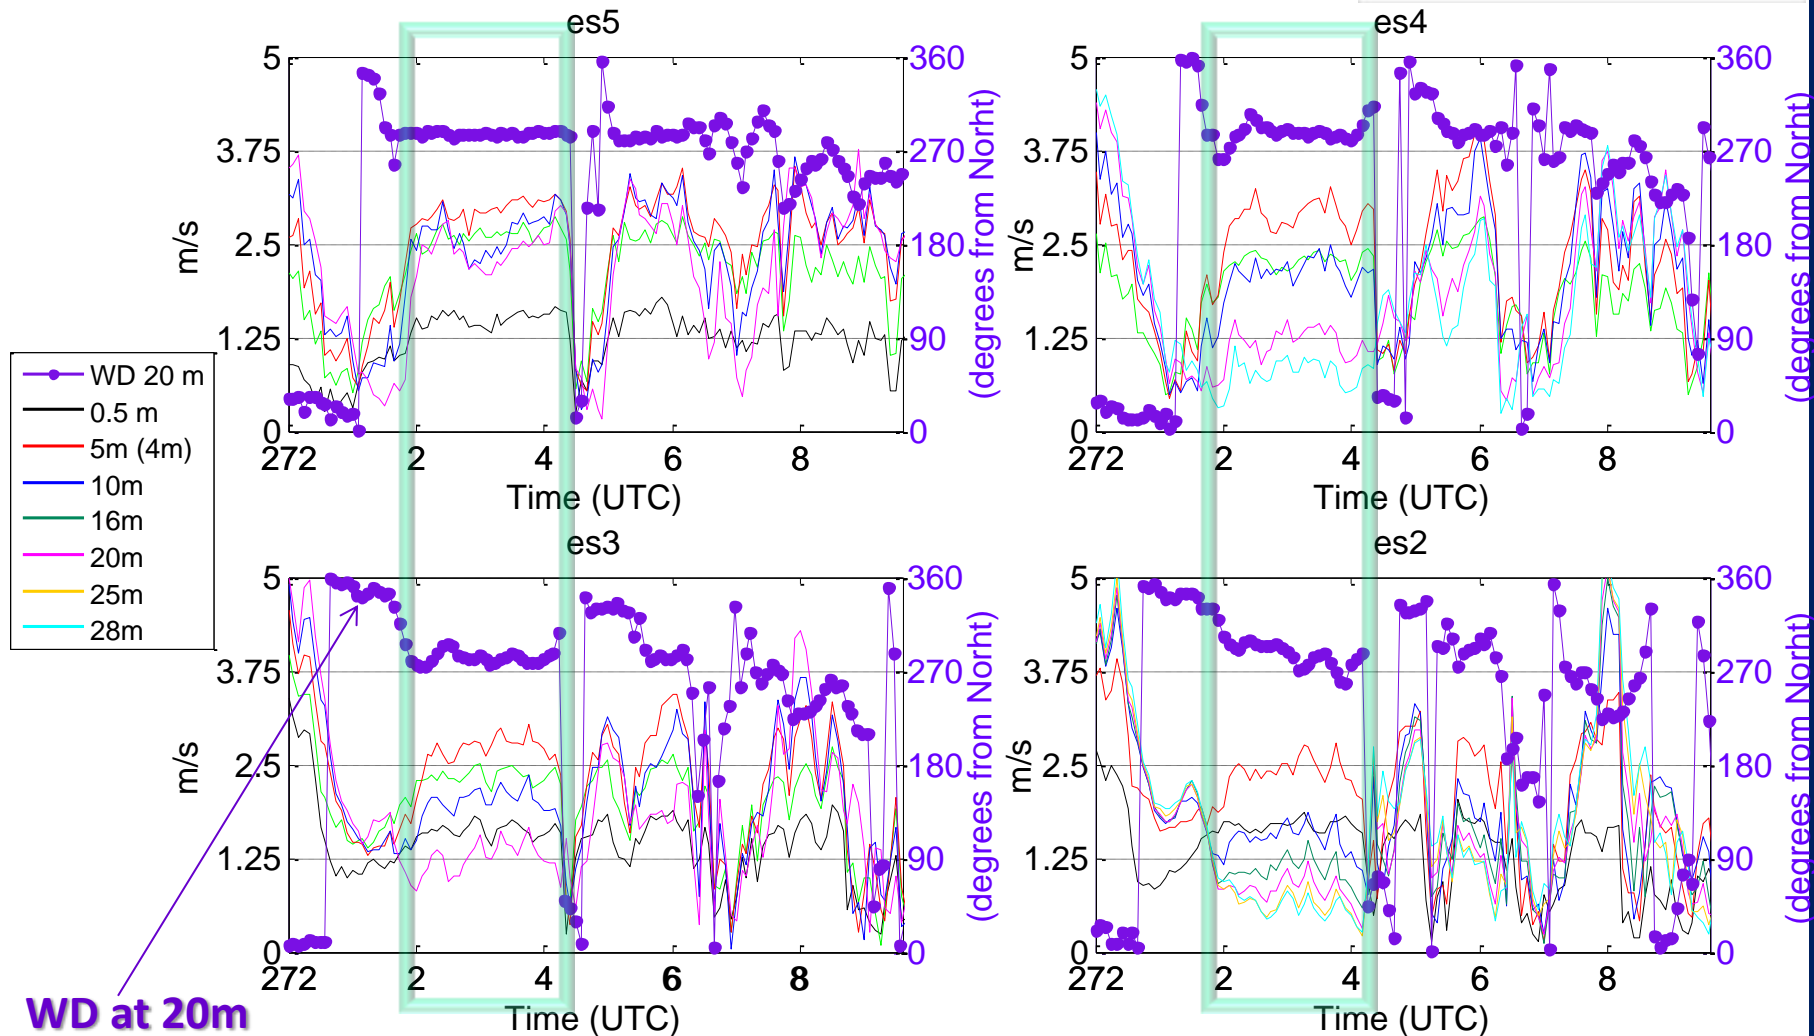 es5
5
3.75
2.5
1.25
0
m/s
360
270
180
90
0
(degrees from Norht)
272
2
4
6
8
Time (UTC)
es4
5
3.75
2.5
1.25
0
m/s
360
270
180
90
0
(degrees from Norht)
272
2
4
6
8
Time (UTC)
WD 20 m
0.5 m
5m (4m)
10m
16m
20m
25m
28m
es3
5
3.75
2.5
1.25
0
m/s
360
270
180
90
0
(degrees from Norht)
272
2
4
6
8
Time (UTC)
es2
5
3.75
2.5
1.25
0
m/s
360
270
180
90
0
(degrees from Norht)
272
2
4
6
8
Time (UTC)
WD at 20m